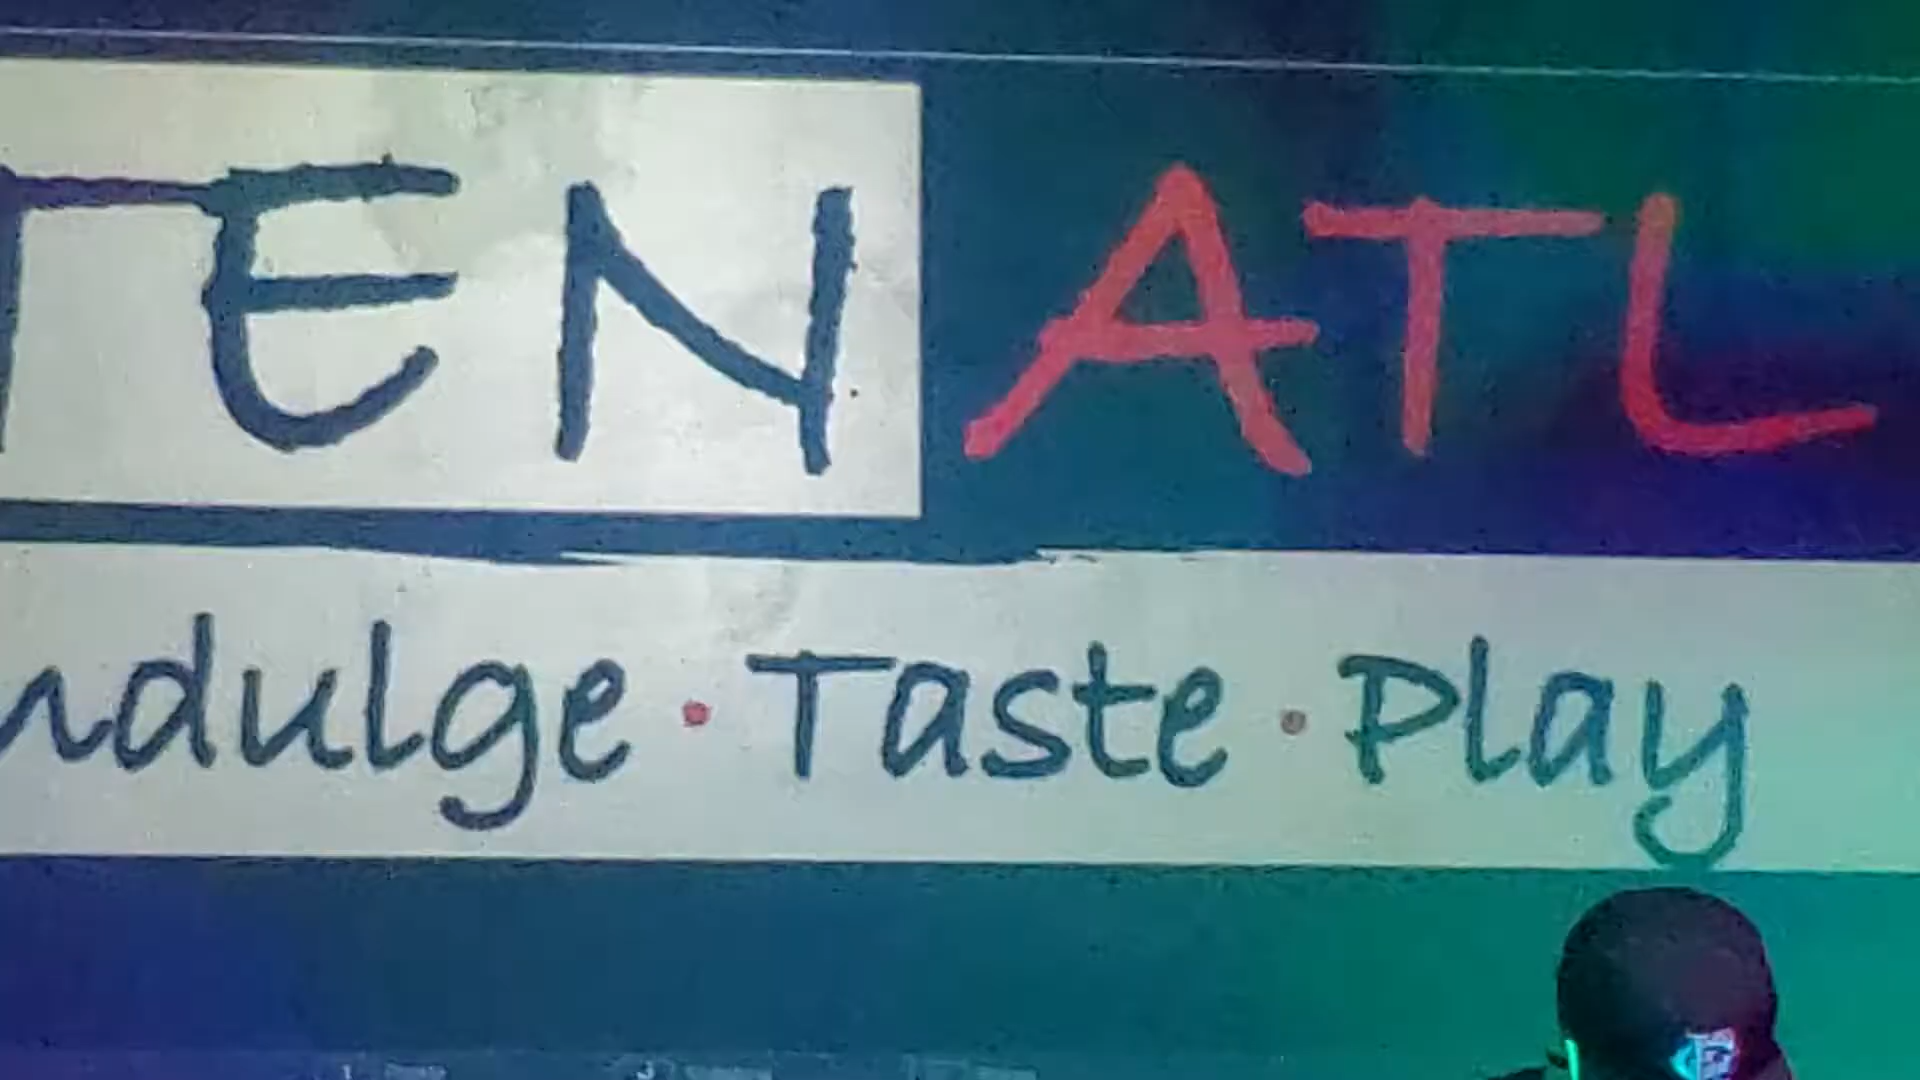 TEN ATL
ndulge · Taste · Play